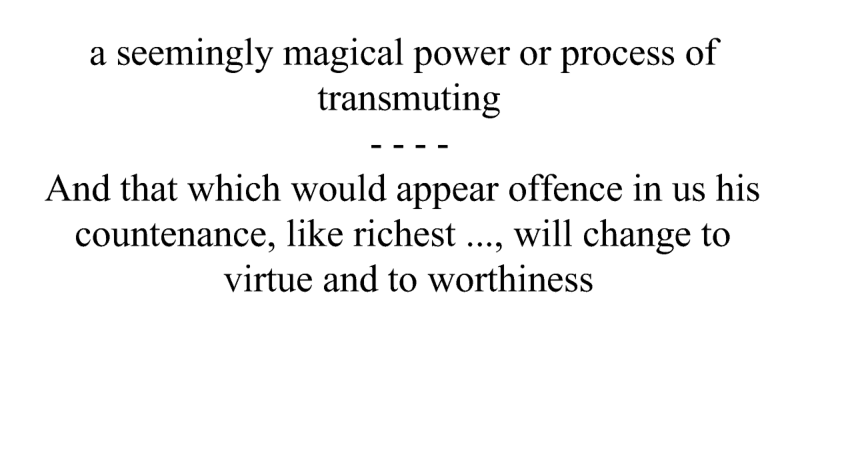 a seemingly magical power or process of
transmuting
- - - -
And that which would appear offence in us his
countenance, like richest ..., will change to
virtue and to worthiness